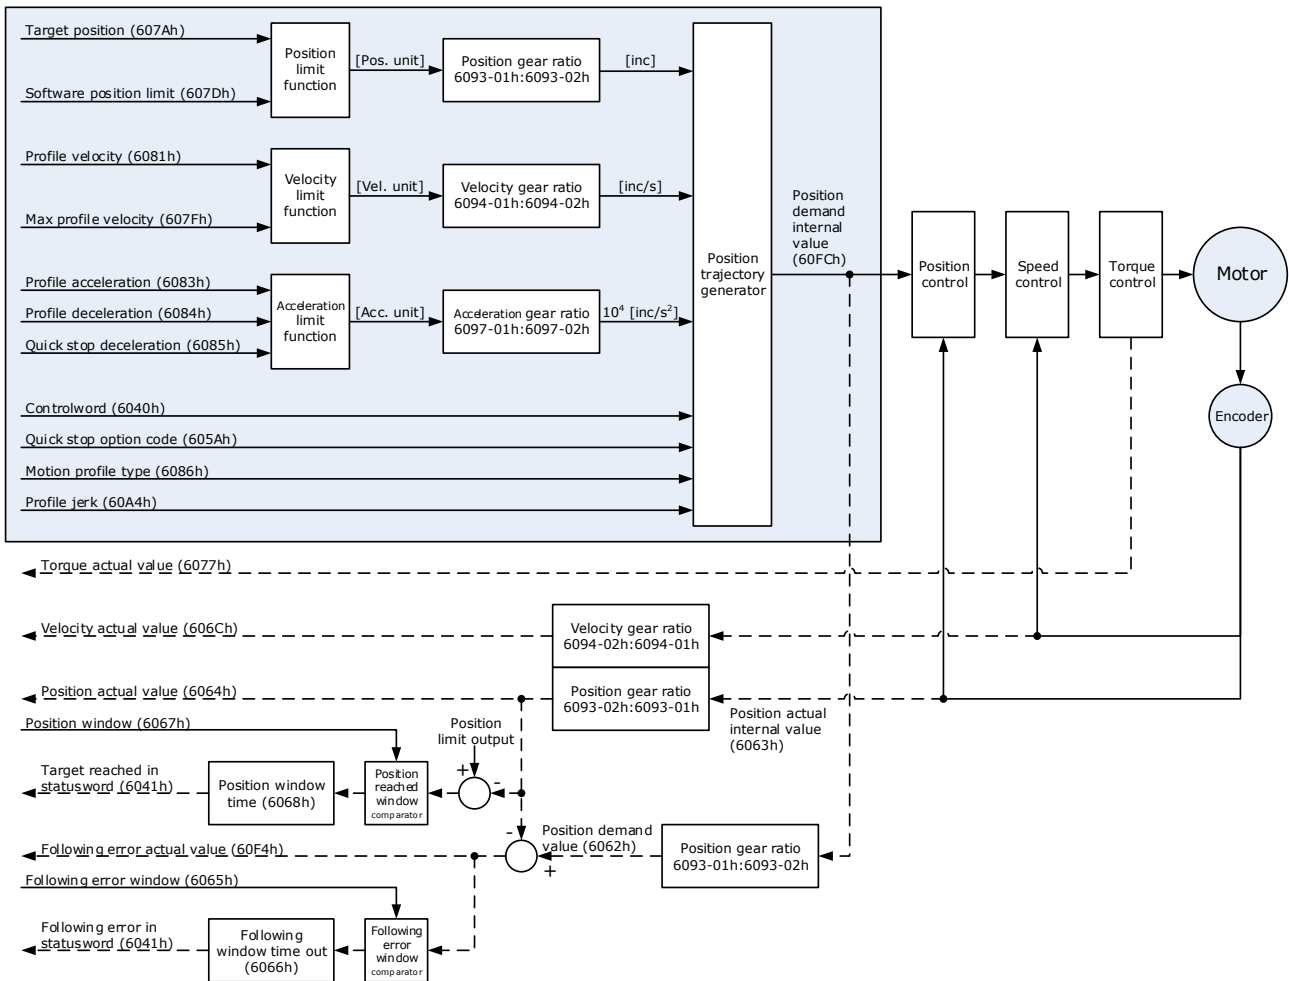 Target position (607Ah)
Software position limit (607Dh)
Position
limit
function
[Pos. unit]
Position gear ratio
6093-01h:6093-02h
[inc]
Profile velocity (6081h)
Max profile velocity (607Fh)
Velocity
limit
function
[Vel. unit]
Velocity gear ratio
6094-01h:6094-02h
[inc/s]
Profile acceleration (6083h)
Profile deceleration (6084h)
Quick stop deceleration (6085h)
Acceleration
limit
function
[Acc. unit]
Acceleration gear ratio
6097-01h:6097-02h
10⁴ [inc/s²]
Controlword (6040h)
Quick stop option code (605Ah)
Motion profile type (6086h)
Profile jerk (60A4h)
Position
trajectory
generator
Position
demand
internal
value
(60FCh)
Position
control
Speed
control
Torque
control
Motor
Encoder
Torque actual value (6077h)
Velocity actual value (606Ch)
Velocity gear ratio
6094-02h:6094-01h
Position actual value (6064h)
Position gear ratio
6093-02h:6093-01h
Position actual
internal value
(6063h)
Position window (6067h)
Position
limit output
+
-
Target reached in
statusword (6041h)
Position window
time (6068h)
Position
reached
window
comparator
Following error actual value (60F4h)
-
+
Position demand
value (6062h)
Position gear ratio
6093-01h:6093-02h
Following error window (6065h)
Following error in
statusword (6041h)
Following
window time out
(6066h)
Following
error
window
comparator